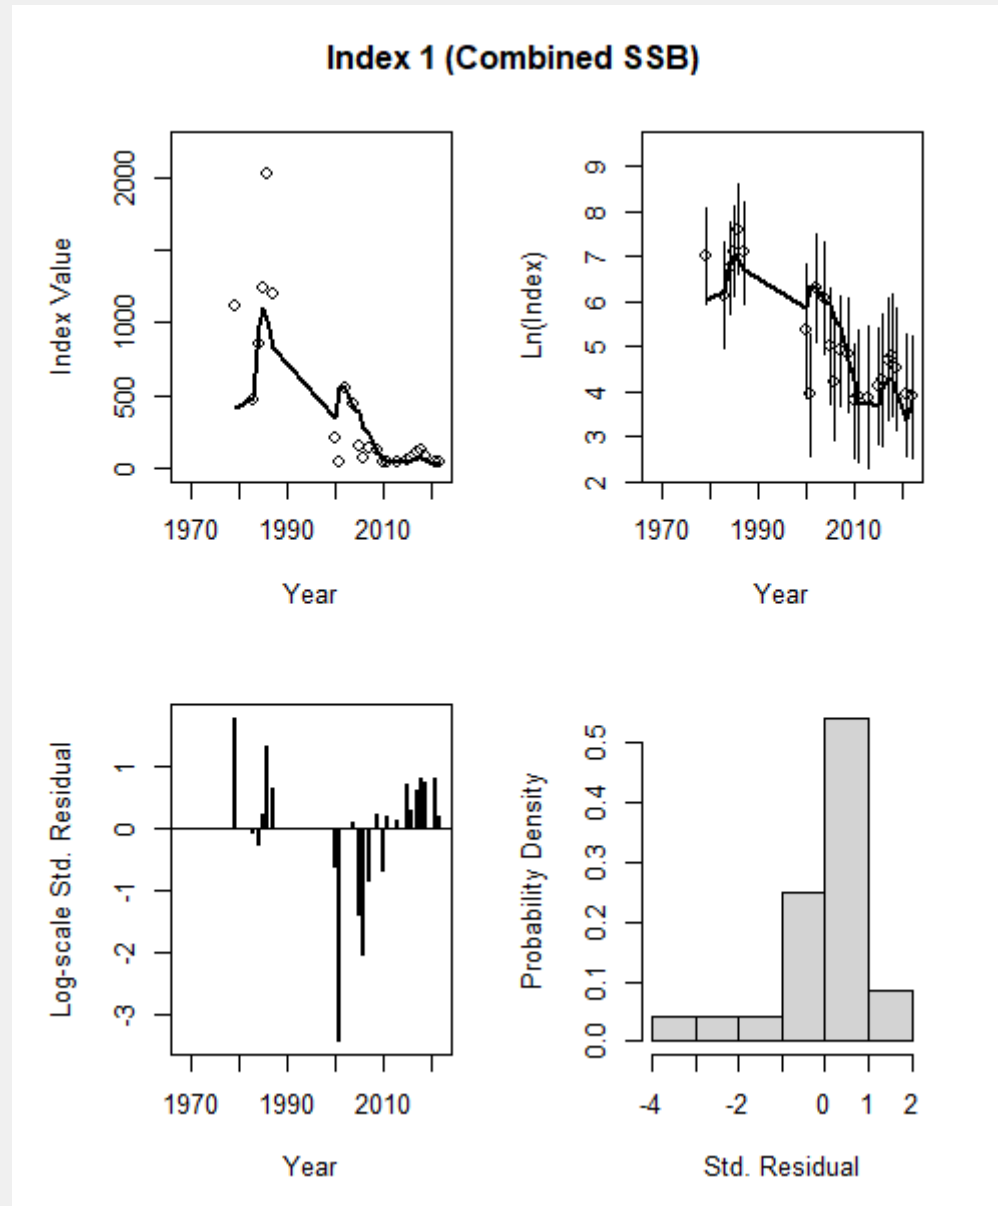 Index 1 (Combined SSB)
Index Value
2000
1000
500
0
1970 1990 2010
Year
Ln(Index)
9
8
7
6
5
4
3
2
1970 1990 2010
Year
Log-scale Std. Residual
1
0
-1
-2
-3
1970 1990 2010
Year
Probability Density
0.5
0.4
0.3
0.2
0.1
0.0
-4 -2 0 1 2
Std. Residual